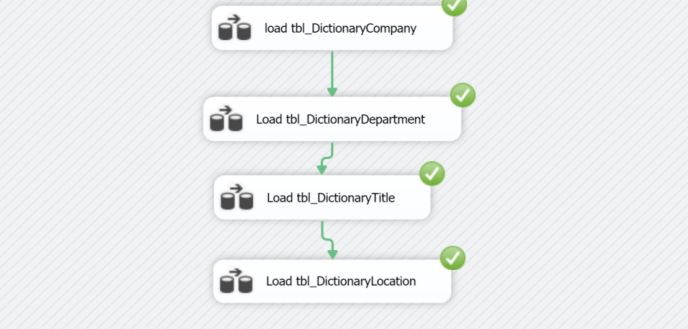 load tbl_DictionaryCompany
Load tbl_DictionaryDepartment
Load tbl_DictionaryTitle
Load tbl_DictionaryLocation